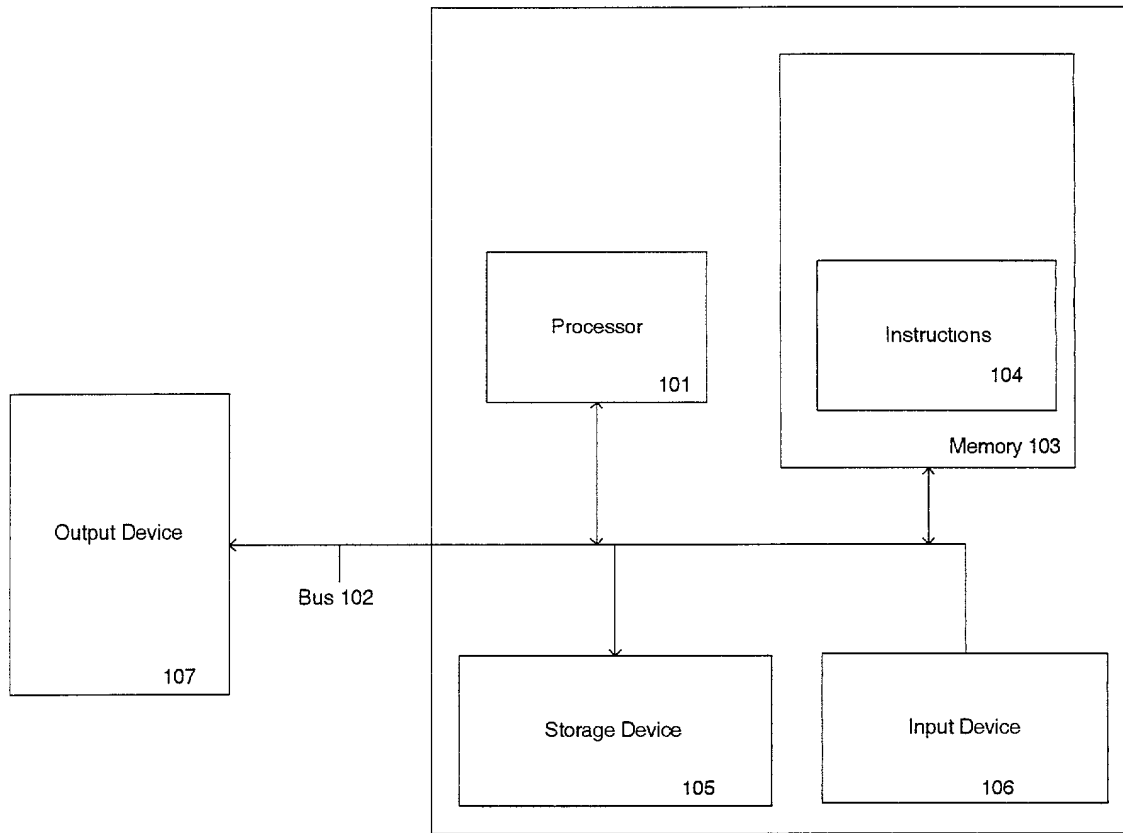 Processor
101
Instructions
104
Memory 103
Output Device
107
Bus 102
Storage Device
105
Input Device
106